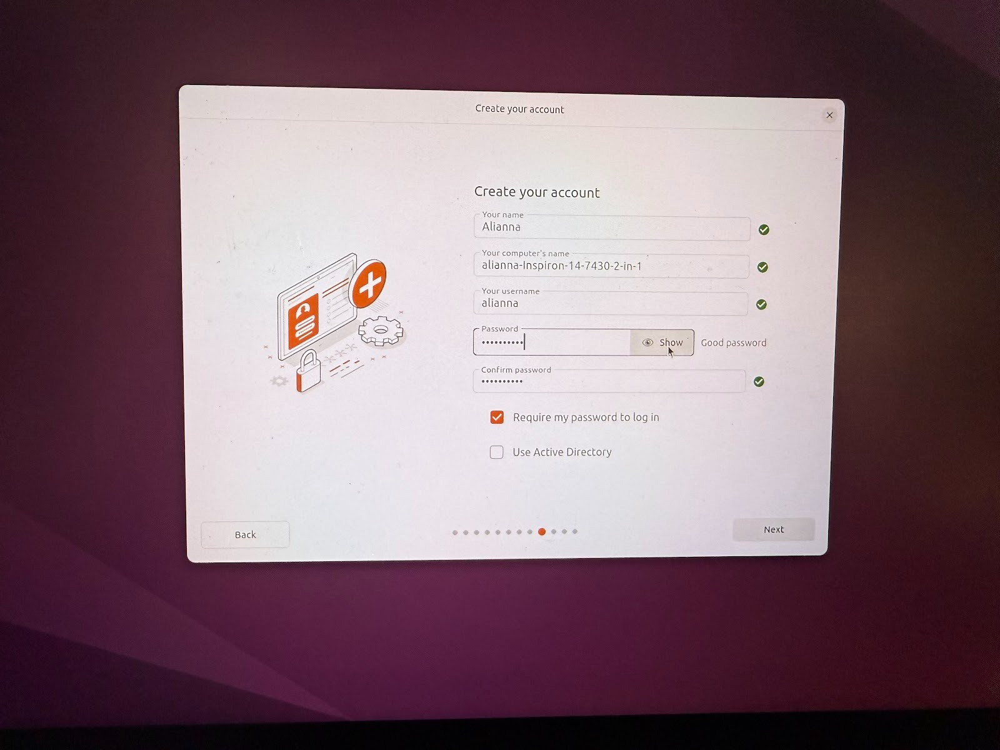 Create your account
Create your account
Your name
Alianna
Your computer's name
alianna-Inspiron-14-7430-2-in-1
Your username
alianna
Password
•••••••••• Show Good password
Confirm password
••••••••••
Require my password to log in
Use Active Directory
Back Next